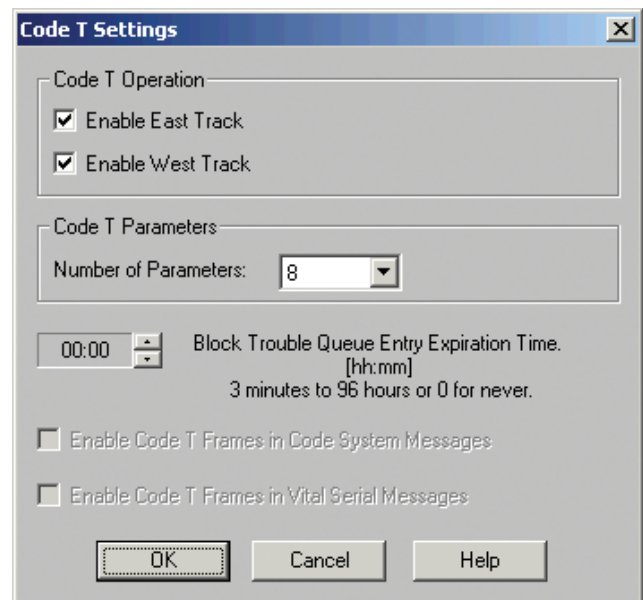 Code T Settings
Code T Operation
Enable East Track
Enable West Track
Code T Parameters
Number of Parameters: 8
00:00
Block Trouble Queue Entry Expiration Time.
[hh:mm]
3 minutes to 96 hours or 0 for never.
Enable Code T Frames in Code System Messages
Enable Code T Frames in Vital Serial Messages
OK Cancel Help